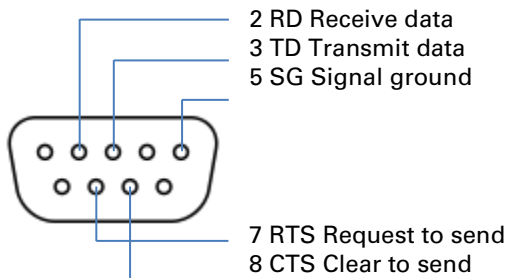 2 RD Receive data
3 TD Transmit data
5 SG Signal ground
7 RTS Request to send
8 CTS Clear to send